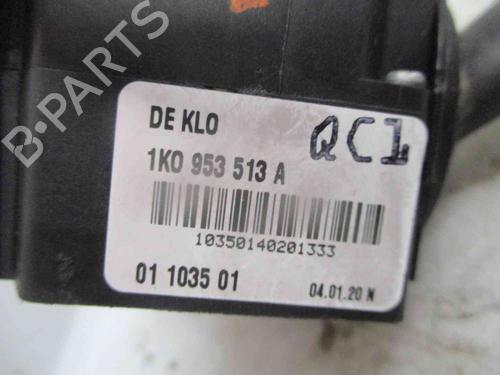 DE KLO
QC1
1K0 953 513 A
10350140201333
01 1035 01
04.01.20 N
B-PARTS